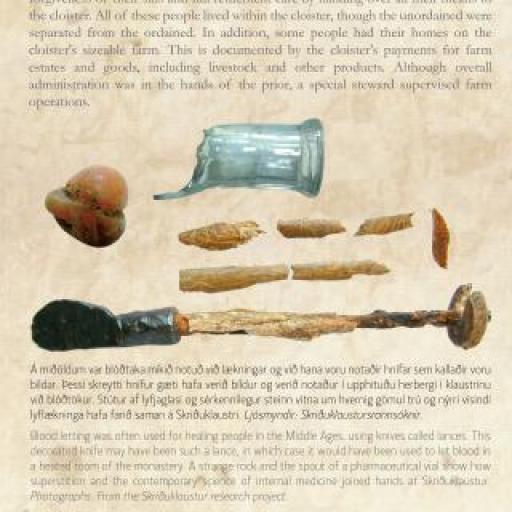 forgiveness of their sins and full retirement care by handing over all their means to
the cloister. All of these people lived within the cloister, though the unordained were
separated from the ordained. In addition, some people had their homes on the
cloister's sizeable farm. This is documented by the cloister's payments for farm
estates and goods, including livestock and other products. Although overall
administration was in the hands of the prior, a special steward supervised farm
operations.
Á miðöldum var blóðtaka mikið notuð við lækningar og við hana voru notaðir hnífar sem kallaðir voru
bíldar. Þessi skreytti hnífur gæti hafa verið bíldur og verið notaður í upphituðu herbergi í klaustrinu
við blóðtökur. Stútur af lyfjaglasi og sérkennilegur steinn vitna um hvernig gömul trú og nýrri vísindi
lyflækninga hafa farið saman á Skriðuklaustri. Ljósmyndir: Skriðuklaustursrannsóknir.
Blood letting was often used for healing people in the Middle Ages, using knives called lances. This
decorated knife may have been such a lance, in which case it would have been used to let blood in
a heated room of the monastery. A strange rock and the spout of a pharmaceutical vial show how
superstition and the contemporary science of internal medicine joined hands at Skriðuklaustur.
Photographs: From the Skriðuklaustur research project.